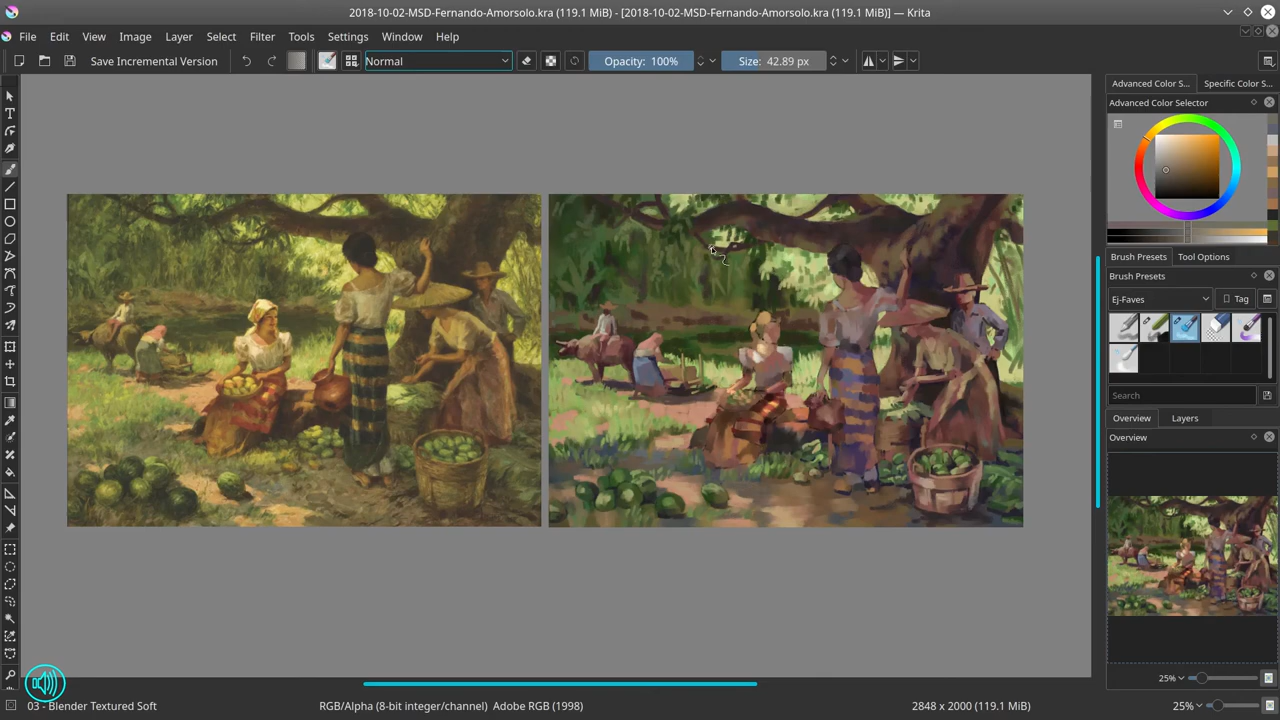 2018-10-02-MSD-Fernando-Amorsolo.kra (119.1 MiB) - [2018-10-02-MSD-Fernando-Amorsolo.kra (119.1 MiB)] — Krita
File Edit View Image Layer Select Filter Tools Settings Window Help
Save Incremental Version Normal Opacity: 100% Size: 42.89 px
Advanced Color S... Specific Color S...
Advanced Color Selector
Brush Presets Tool Options
Brush Presets
Ej-Faves Tag
Search
Overview Layers
Overview
25%
03 - Blender Textured Soft RGB/Alpha (8-bit integer/channel) Adobe RGB (1998) 2848 x 2000 (119.1 MiB) 25%